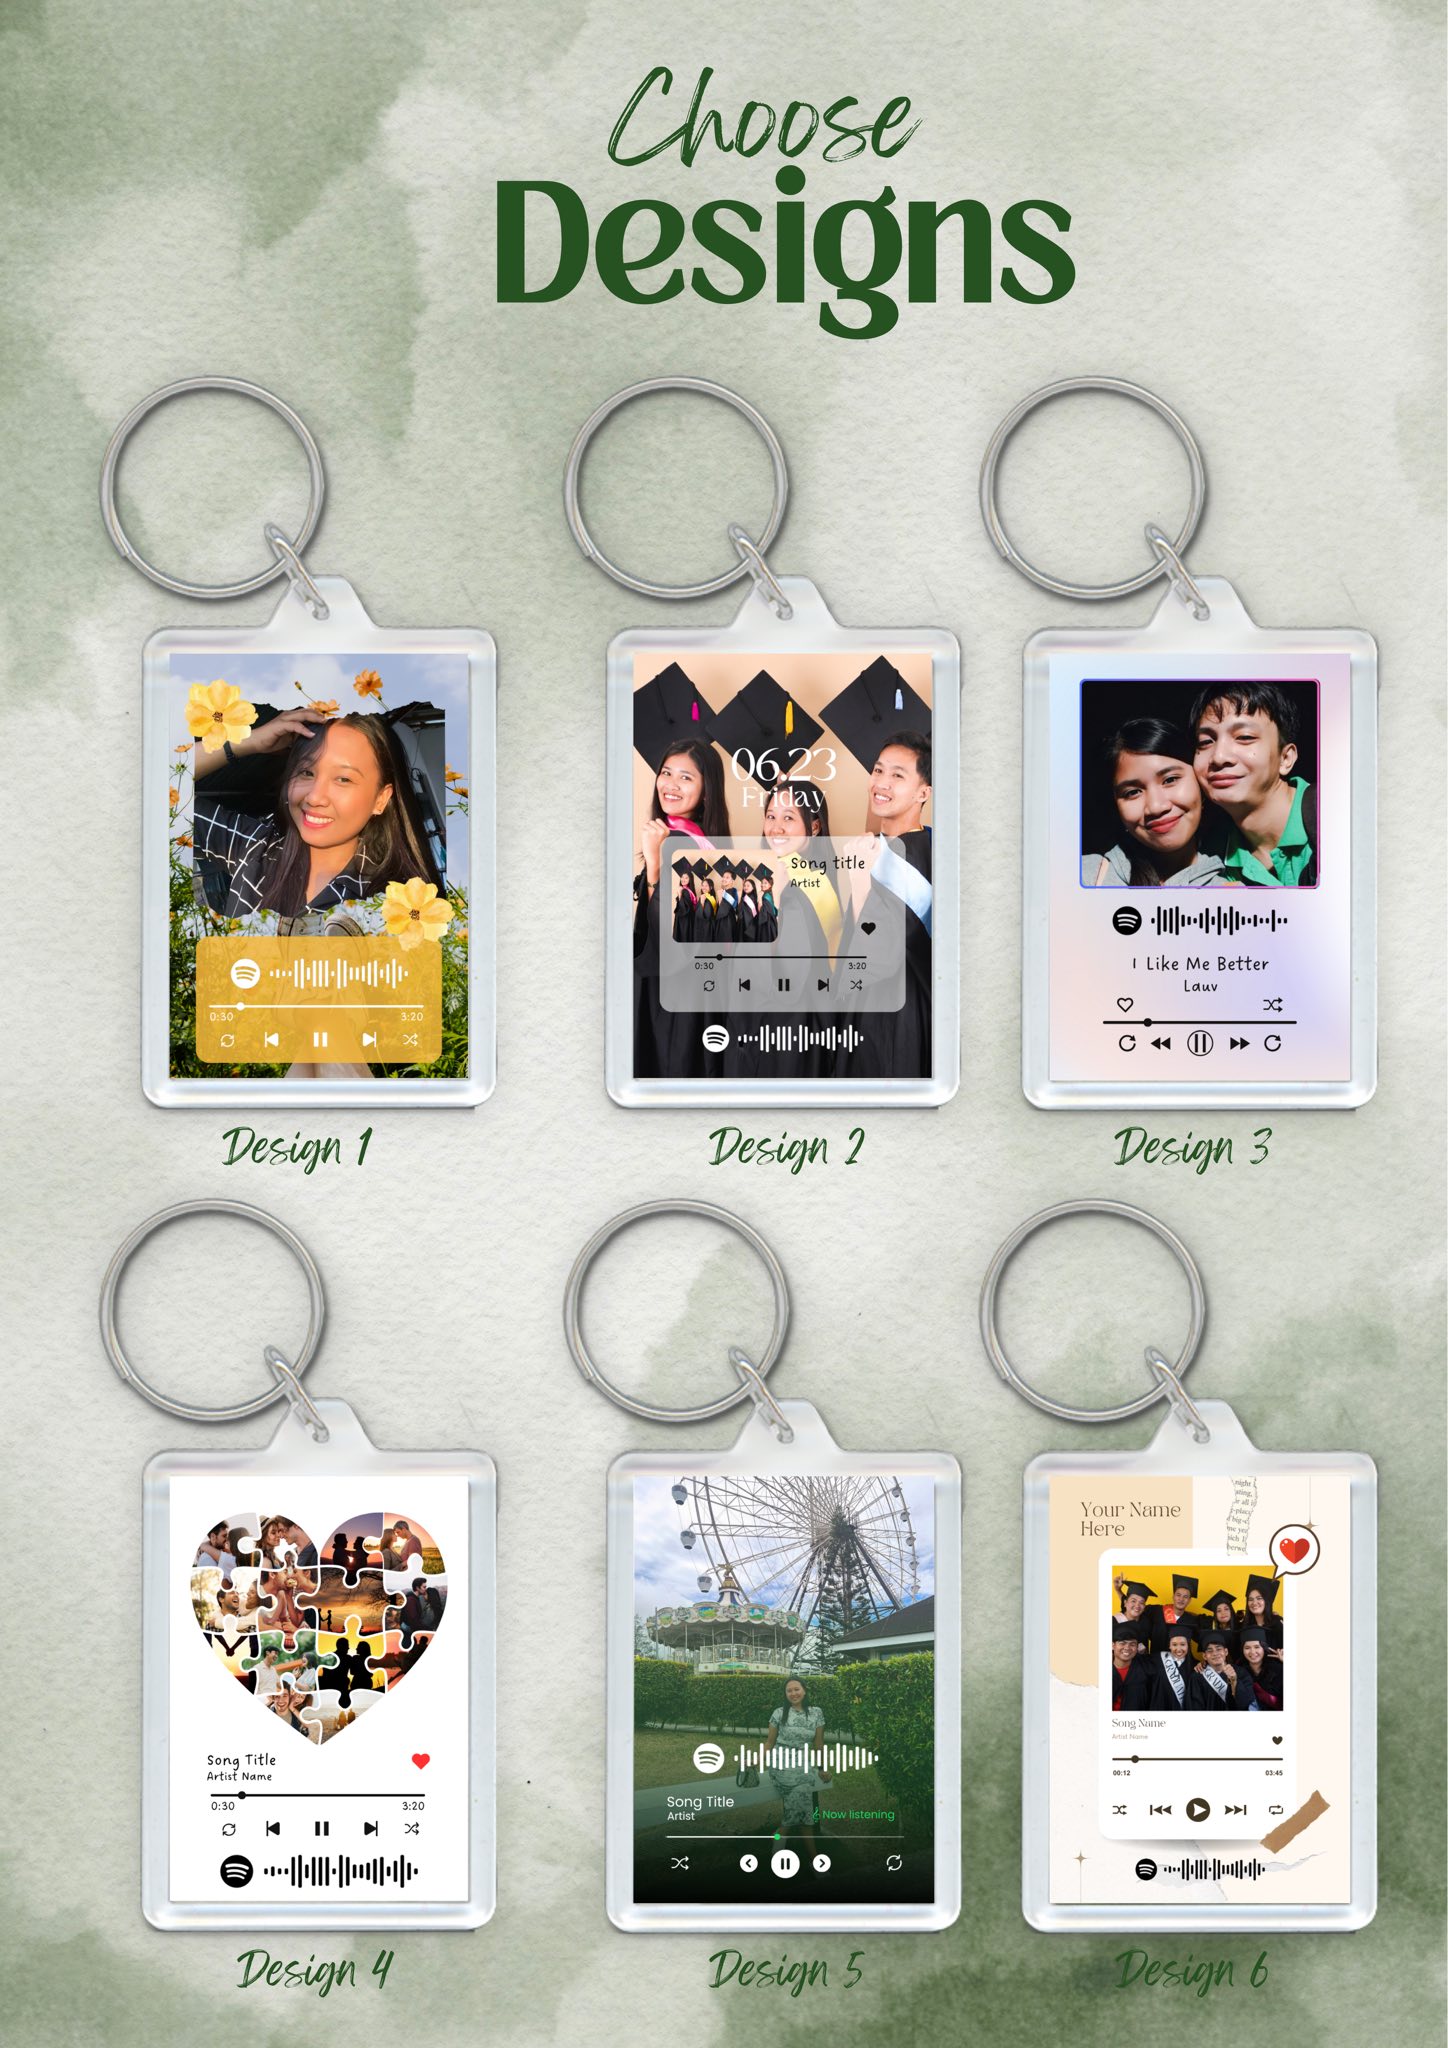 Choose
Designs
06.23
Friday
Song title
Artist
0:30 3:20
0:30 3:20
I Like Me Better
Lauv
Design 1
Design 2
Design 3
Song Title
Artist Name
0:30 3:20
Song Title
Artist
Now listening
Your Name
Here
Song Name
Artist Name
00:12 03:45
Design 4
Design 5
Design 6